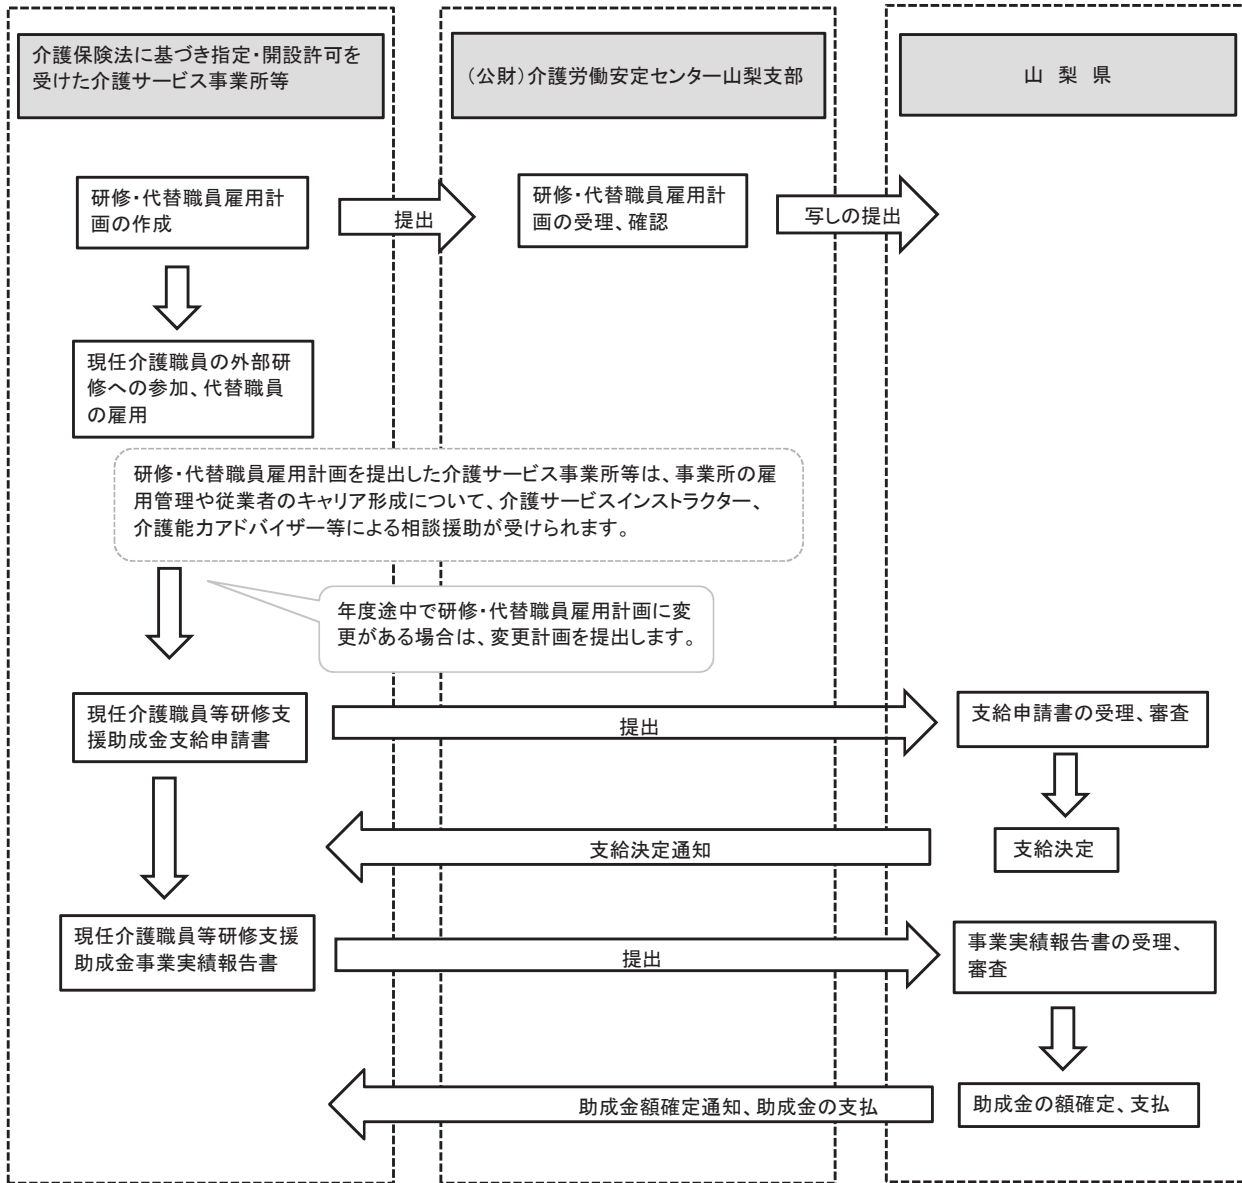 介護保険法に基づき指定・開設許可を
受けた介護サービス事業所等
（公財）介護労働安定センター山梨支部
山 梨 県
研修・代替職員雇用計
画の作成
提出
研修・代替職員雇用計
画の受理、確認
写しの提出
現任介護職員の外部研
修への参加、代替職員
の雇用
研修・代替職員雇用計画を提出した介護サービス事業所等は、事業所の雇
用管理や従業者のキャリア形成について、介護サービスインストラクター、
介護能力アドバイザー等による相談援助が受けられます。
年度途中で研修・代替職員雇用計画に変
更がある場合は、変更計画を提出します。
現任介護職員等研修支
援助成金支給申請書
提出
支給申請書の受理、審査
支給決定通知
支給決定
現任介護職員等研修支援
助成金事業実績報告書
提出
事業実績報告書の受理、
審査
助成金額確定通知、助成金の支払
助成金の額確定、支払